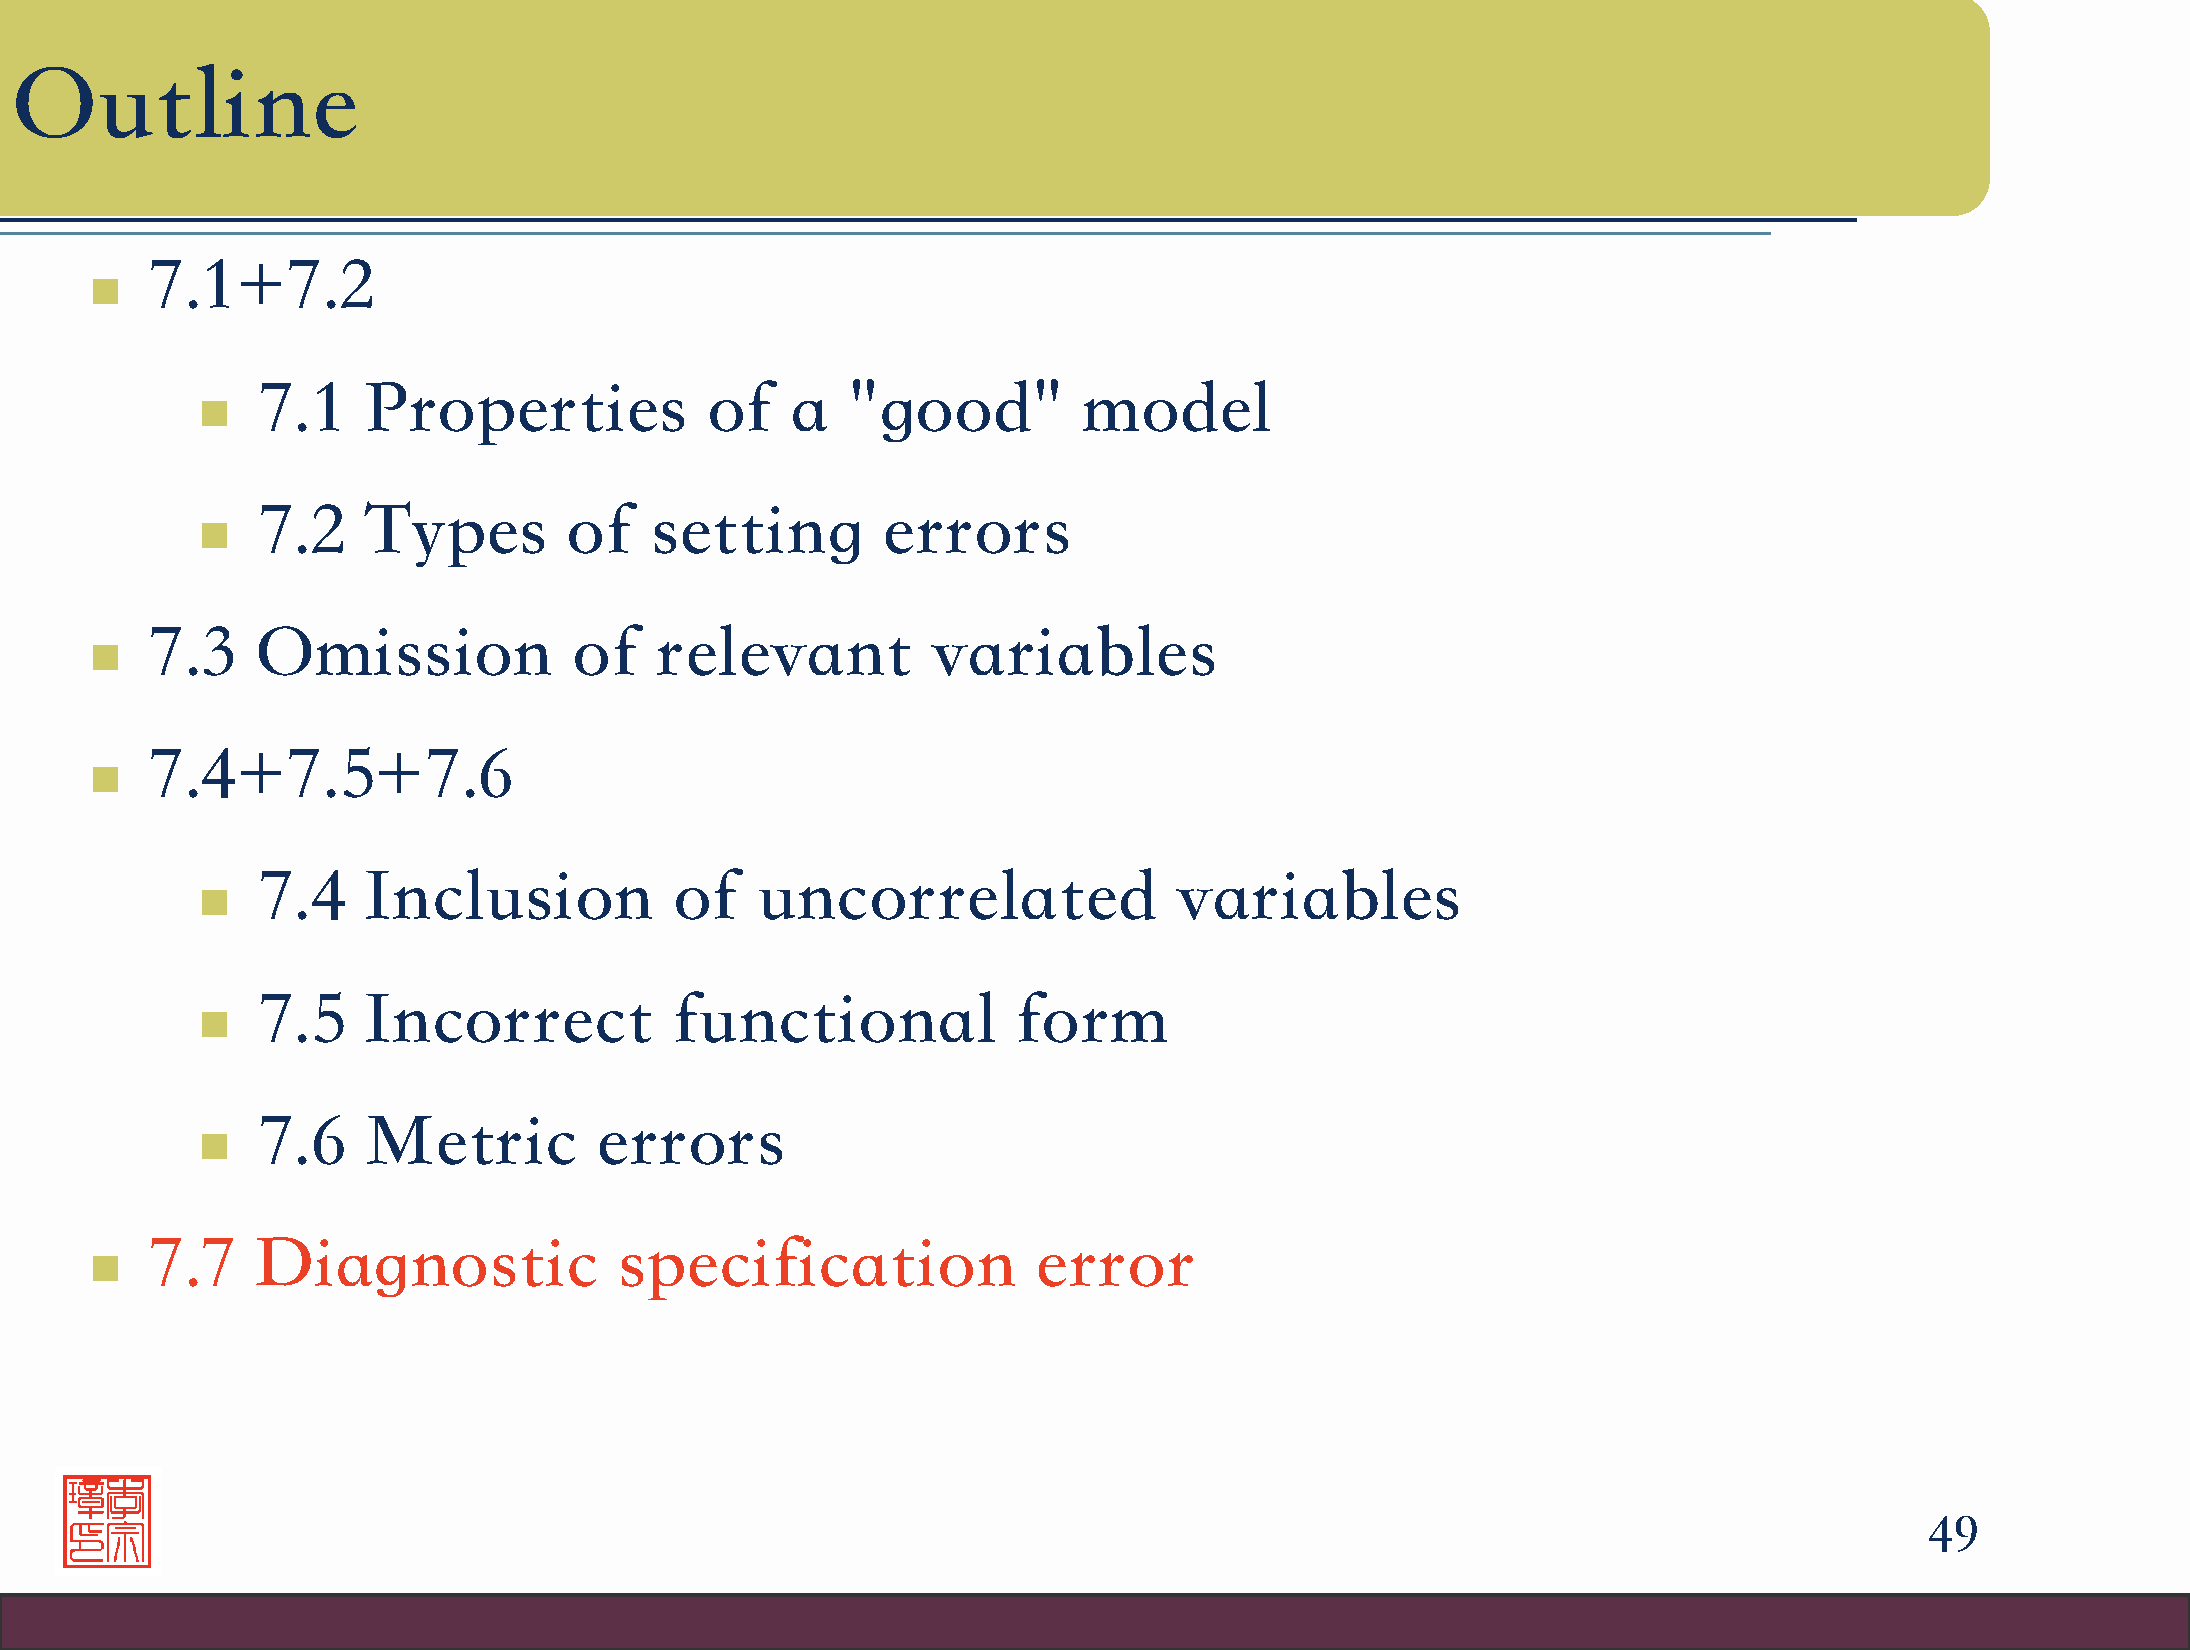 Outline
7.1+7.2
7.1 Properties of a "good" model
7.2 Types of setting errors
7.3 Omission of relevant variables
7.4+7.5+7.6
7.4 Inclusion of uncorrelated variables
7.5 Incorrect functional form
7.6 Metric errors
7.7 Diagnostic specification error
49